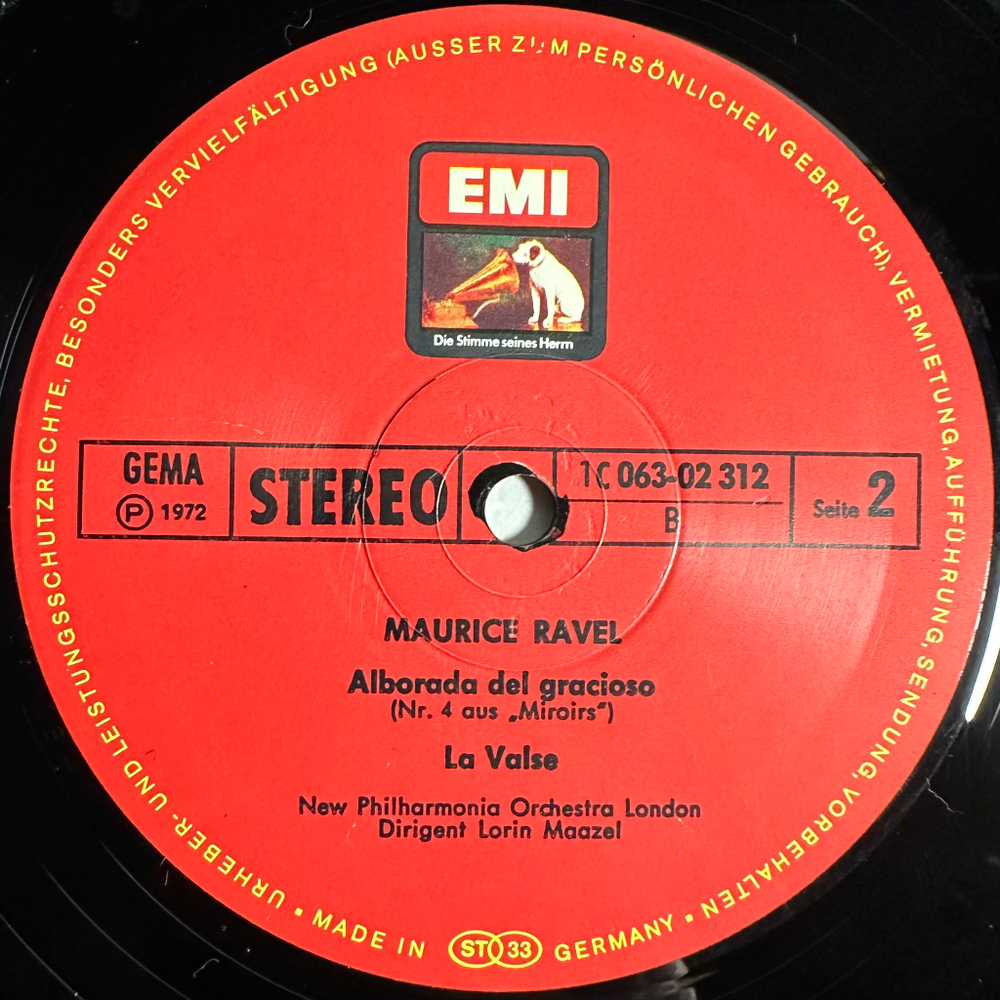 URHEBER- UND LEISTUNGSSCHUTZRECHTE, BESONDERS VERVIELFÄLTIGUNG (AUSSER ZUM PERSÖNLICHEN GEBRAUCH), VERMIETUNG, AUFFÜHRUNG, SENDUNG, VORBEHALTEN
EMI
Die Stimme seines Herrn
GEMA
Ⓟ 1972
STEREO
1C 063-02 312
B
Seite 2
MAURICE RAVEL
Alborada del gracioso
(Nr. 4 aus „Miroirs“)
La Valse
New Philharmonia Orchestra London
Dirigent Lorin Maazel
▪ MADE IN ST 33 GERMANY ▪